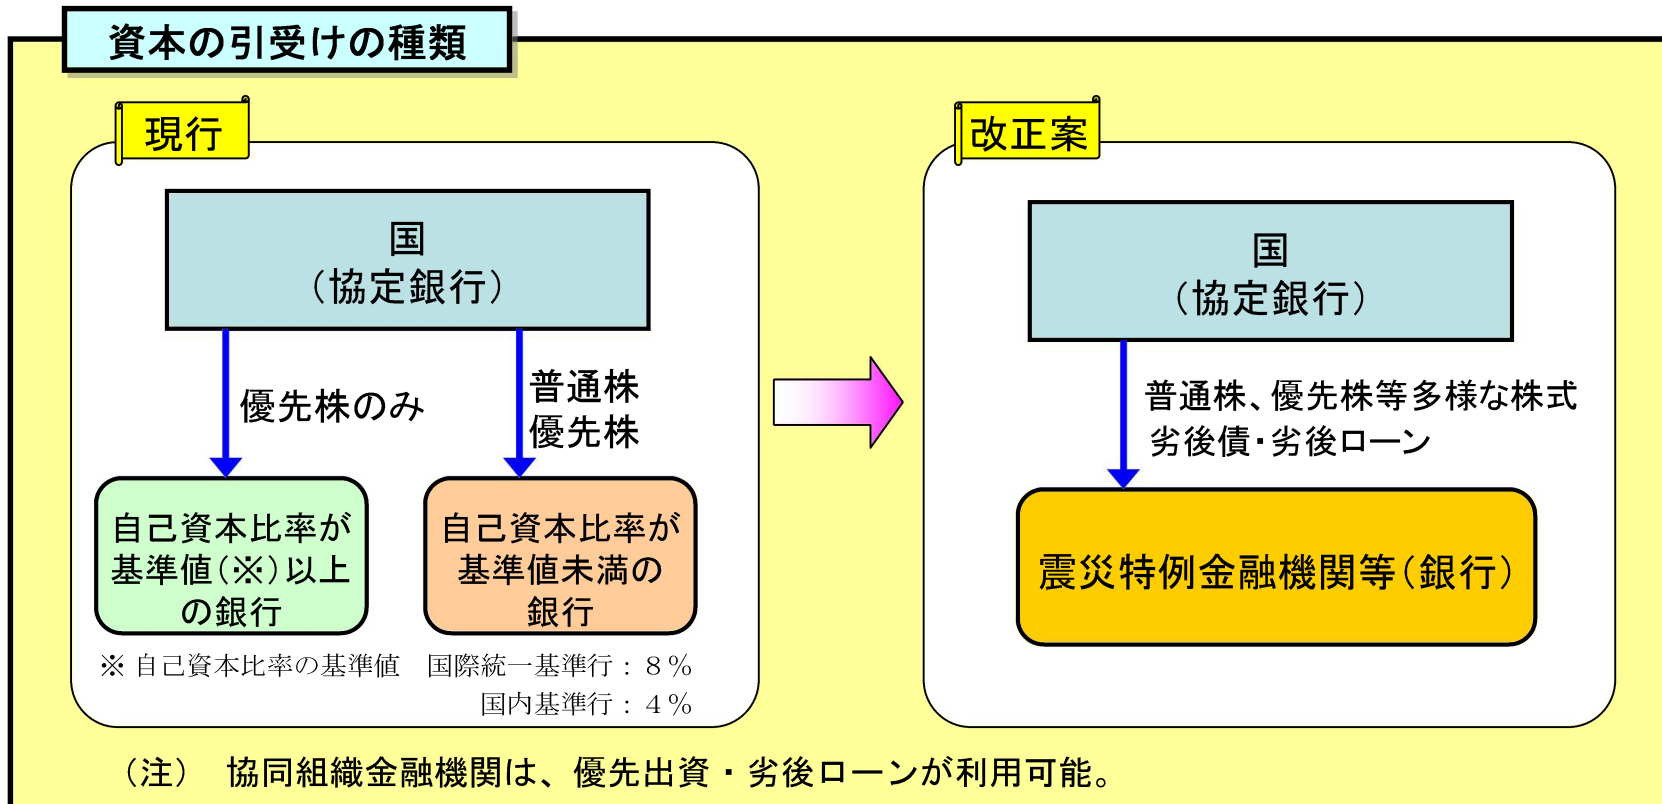 資本の引受けの種類
現行
国
（協定銀行）
優先株のみ
普通株
優先株
自己資本比率が
基準値（※）以上
の銀行
自己資本比率が
基準値未満の
銀行
※ 自己資本比率の基準値　国際統一基準行：８％
国内基準行：４％
改正案
国
（協定銀行）
普通株、優先株等多様な株式
劣後債・劣後ローン
震災特例金融機関等（銀行）
（注）　協同組織金融機関は、優先出資・劣後ローンが利用可能。